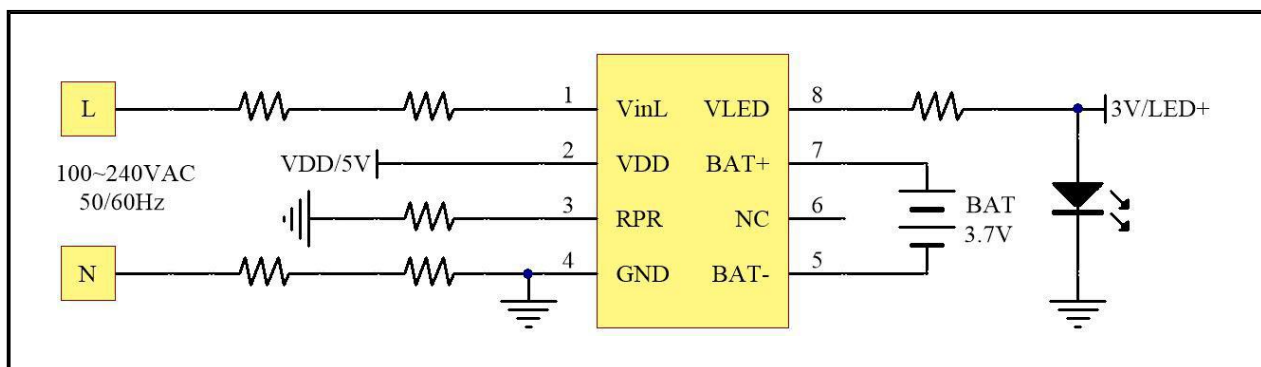 L
1
VinL
VLED
8
3V/LED+
100~240VAC
50/60Hz
VDD/5V
2
VDD
BAT+
7
3
RPR
NC
6
BAT
3.7V
N
4
GND
BAT-
5